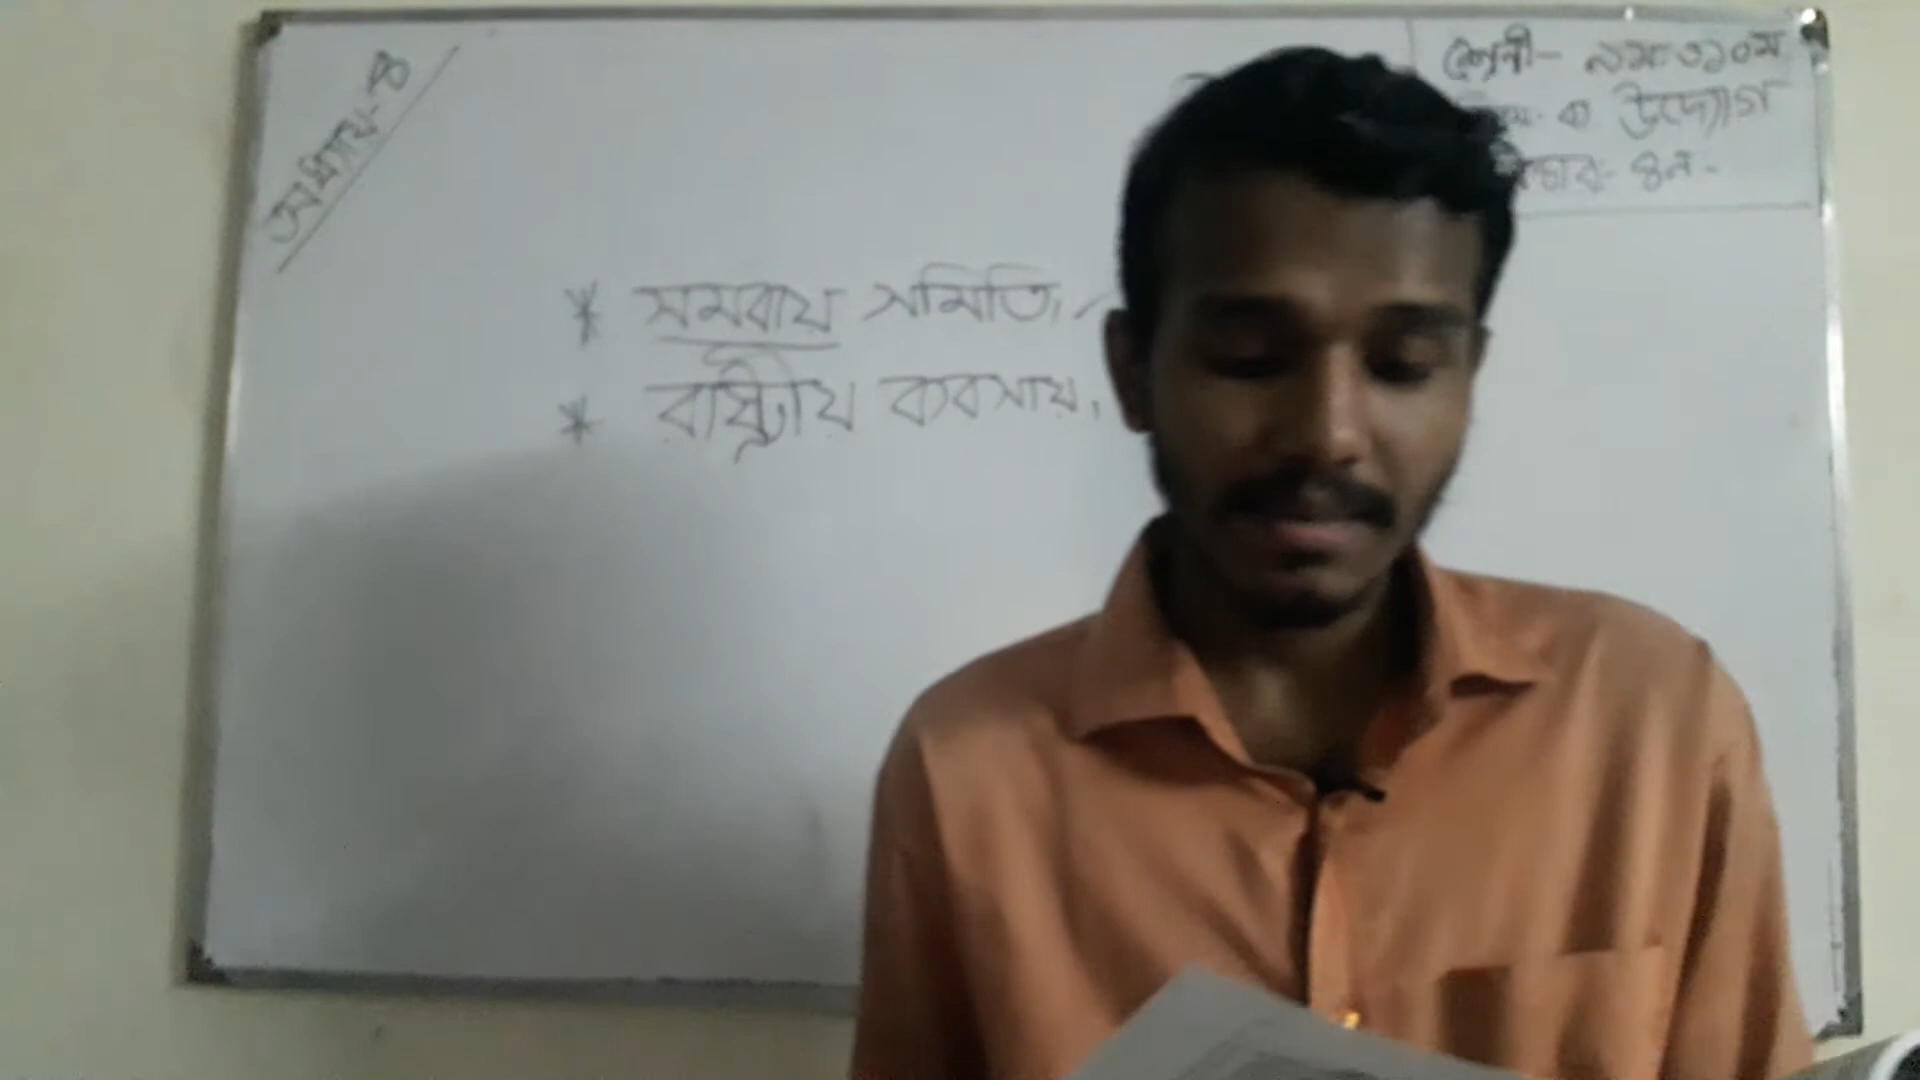 অধ্যায়-৪
শ্রেণী- ৯ম ও ১০ম
উদ্যোগ
* সমবায় সমিতি
* রাষ্ট্রীয় ব্যবসায়।